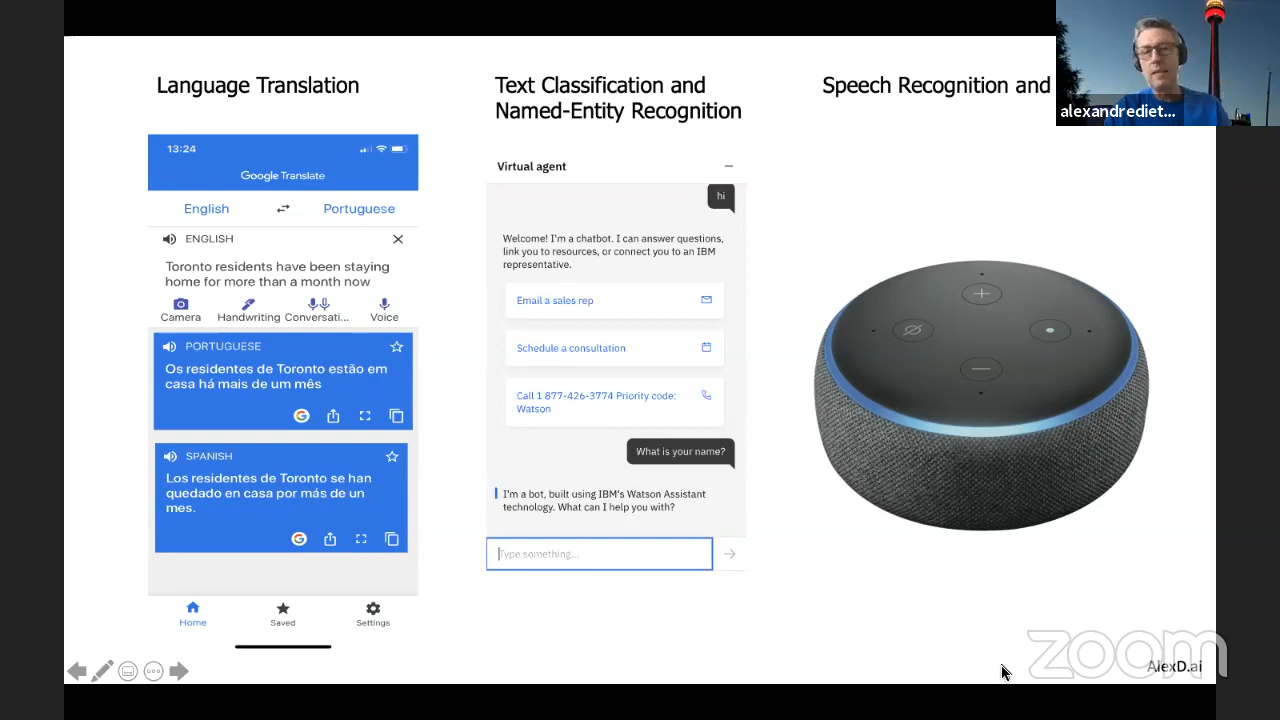 Language Translation
Text Classification and
Named-Entity Recognition
Speech Recognition and
alexandrediet...
13:24
Google Translate
English
Portuguese
ENGLISH
Toronto residents have been staying
home for more than a month now
Camera
Handwriting
Conversati...
Voice
PORTUGUESE
Os residentes de Toronto estão em
casa há mais de um mês
SPANISH
Los residentes de Toronto se han
quedado en casa por más de un
mes.
Home
Saved
Settings
Virtual agent
hi
Welcome! I'm a chatbot. I can answer questions,
link you to resources, or connect you to an IBM
representative.
Email a sales rep
Schedule a consultation
Call 1 877-426-3774 Priority code:
Watson
What is your name?
I'm a bot, built using IBM's Watson Assistant
technology. What can I help you with?
Type something...
zoom
AlexD.ai